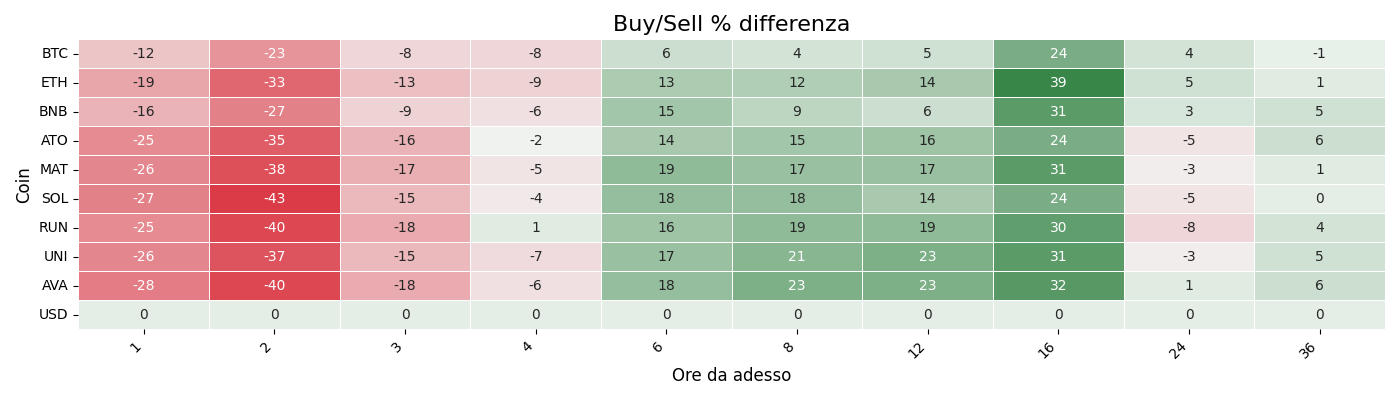 Buy/Sell % differenza
Coin
BTC -12 -23 -8 -8 6 4 5 24 4 -1
ETH -19 -33 -13 -9 13 12 14 39 5 1
BNB -16 -27 -9 -6 15 9 6 31 3 5
ATO -25 -35 -16 -2 14 15 16 24 -5 6
MAT -26 -38 -17 -5 19 17 17 31 -3 1
SOL -27 -43 -15 -4 18 18 14 24 -5 0
RUN -25 -40 -18 1 16 19 19 30 -8 4
UNI -26 -37 -15 -7 17 21 23 31 -3 5
AVA -28 -40 -18 -6 18 23 23 32 1 6
USD 0 0 0 0 0 0 0 0 0 0
1 2 3 4 6 8 12 16 24 36
Ore da adesso